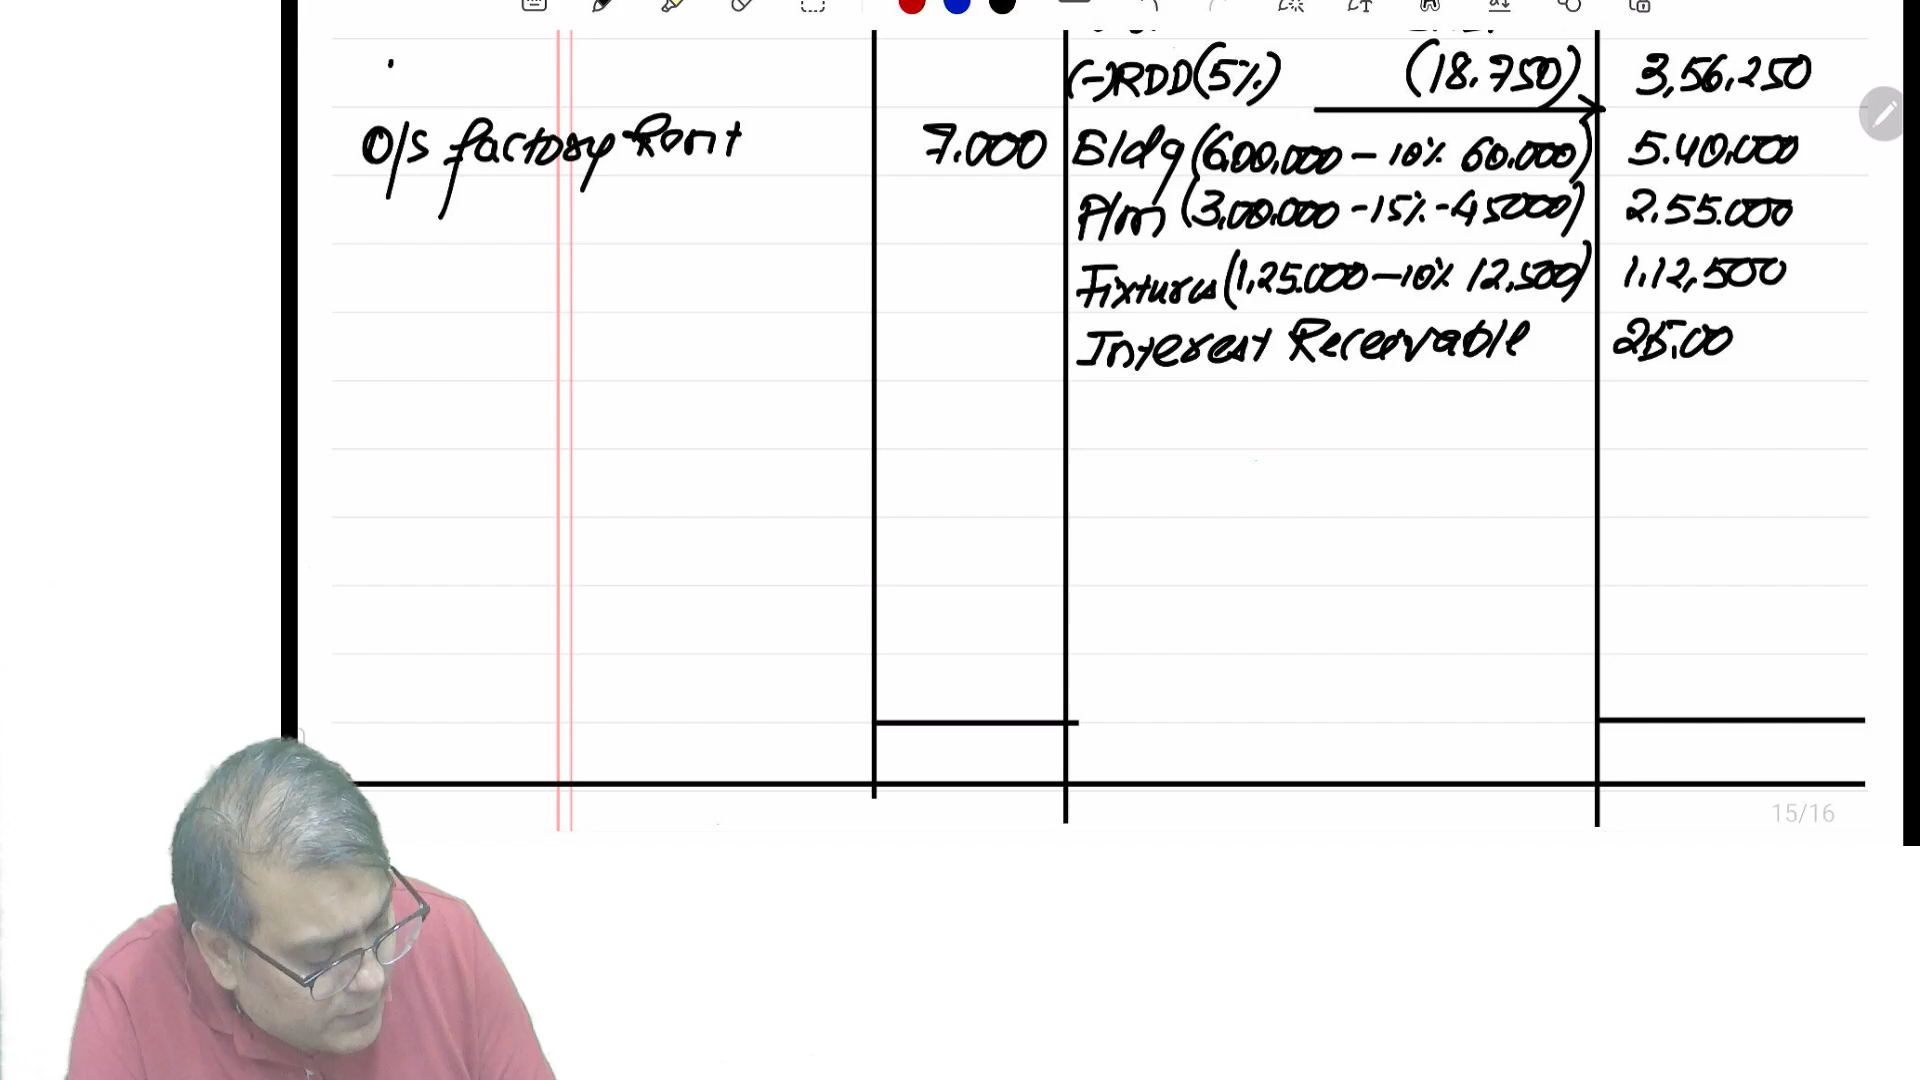 (-)RDD(5%) (18.750) 3,56,250
O/S factory Rent 7.000 Bldg (6,00,000 - 10% 60.000) 5.40,000
P/m (3,00,000 - 15% - 45000) 2.55.000
Fixtures (1,25.000 - 10% 12,500) 1,12,500
Interest Receivable 25,00
15/16